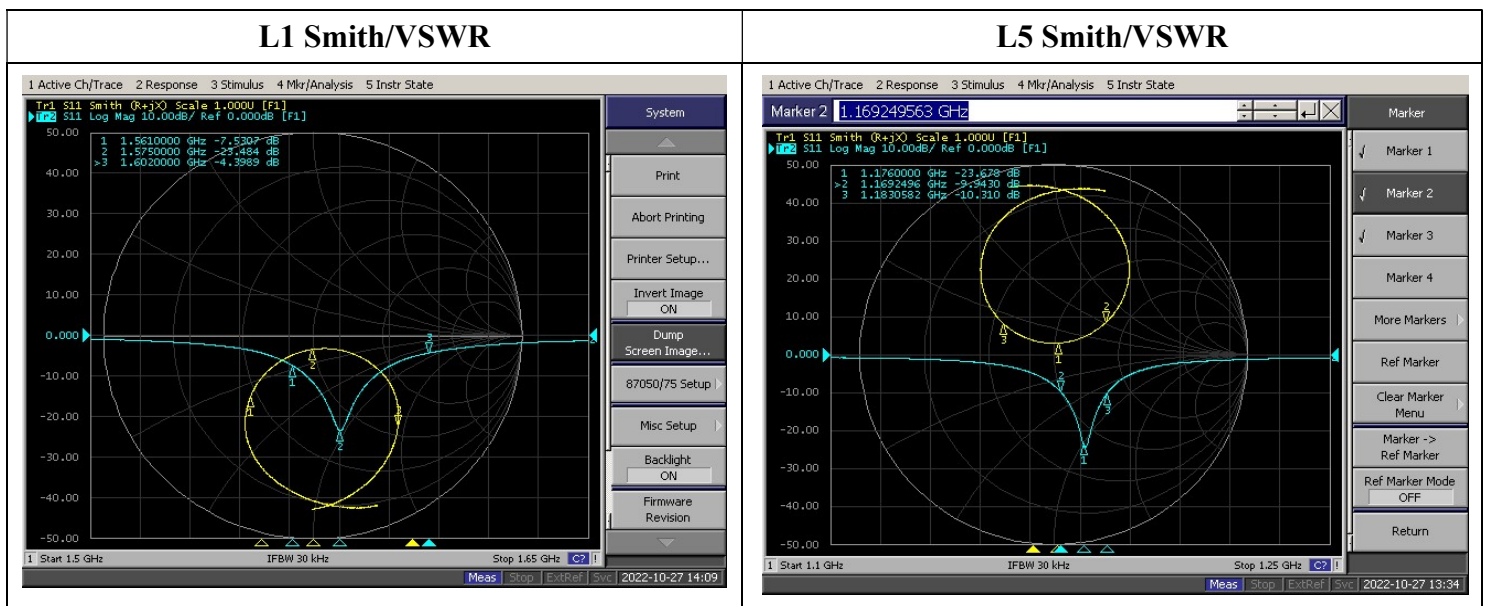 L1 Smith/VSWR
L5 Smith/VSWR
1 Active Ch/Trace 2 Response 3 Stimulus 4 Mkr/Analysis 5 Instr State
Tr1 S11 Smith (R+jX) Scale 1.000U [F1]
Tr2 S11 Log Mag 10.00dB/ Ref 0.000dB [F1]
50.00
1 1.5610000 GHz -7.5307 dB
2 1.5750000 GHz -23.484 dB
>3 1.6020000 GHz -4.3989 dB
40.00
30.00
20.00
10.00
0.000
-10.00
-20.00
-30.00
-40.00
-50.00
3
2
1
1
3
2
1 Start 1.5 GHz IFBW 30 kHz Stop 1.65 GHz C? !
Meas Stop ExtRef Svc 2022-10-27 14:09
System
Print
Abort Printing
Printer Setup...
Invert Image
ON
Dump
Screen Image...
87050/75 Setup
Misc Setup
Backlight
ON
Firmware
Revision
1 Active Ch/Trace 2 Response 3 Stimulus 4 Mkr/Analysis 5 Instr State
Marker 2 1.169249563 GHz
Tr1 S11 Smith (R+jX) Scale 1.000U [F1]
Tr2 S11 Log Mag 10.00dB/ Ref 0.000dB [F1]
50.00
1 1.1760000 GHz -23.678 dB
>2 1.1692496 GHz -9.9430 dB
3 1.1830582 GHz -10.310 dB
40.00
30.00
20.00
10.00
0.000
-10.00
-20.00
-30.00
-40.00
-50.00
2
3
1
2
3
1
1 Start 1.1 GHz IFBW 30 kHz Stop 1.25 GHz C? !
Meas Stop ExtRef Svc 2022-10-27 13:34
Marker
Marker 1
Marker 2
Marker 3
Marker 4
More Markers
Ref Marker
Clear Marker
Menu
Marker ->
Ref Marker
Ref Marker Mode
OFF
Return